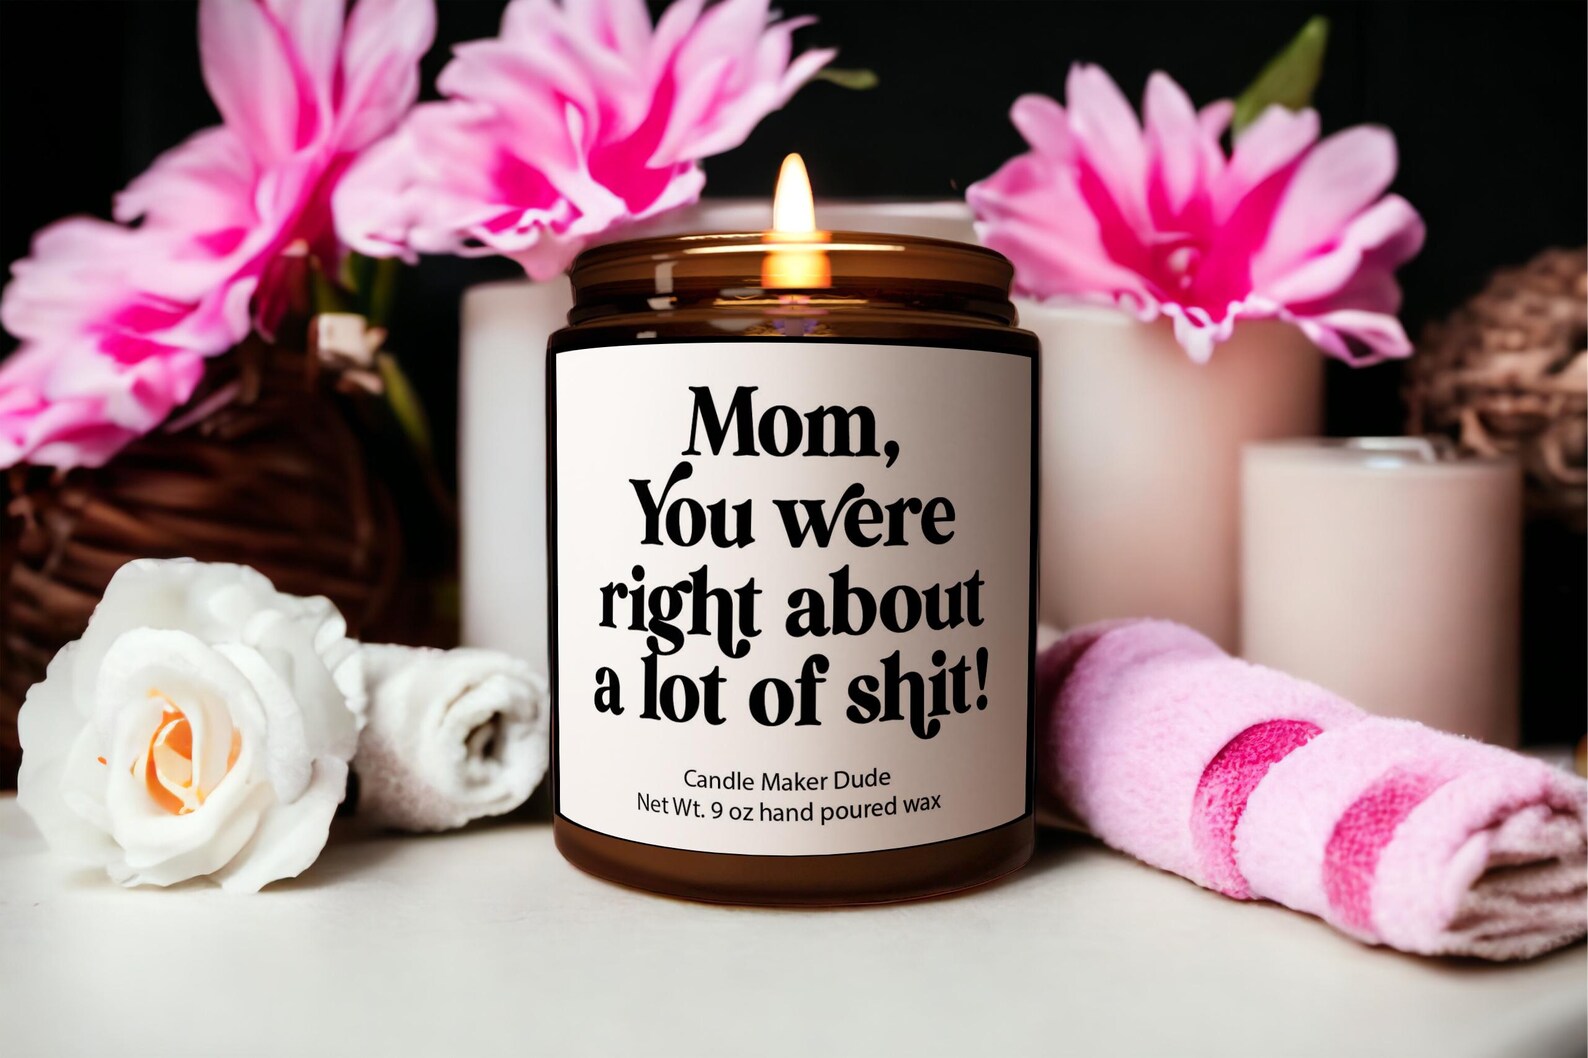 Mom,
You were
right about
a lot of shit!
Candle Maker Dude
Net Wt. 9 oz hand poured wax